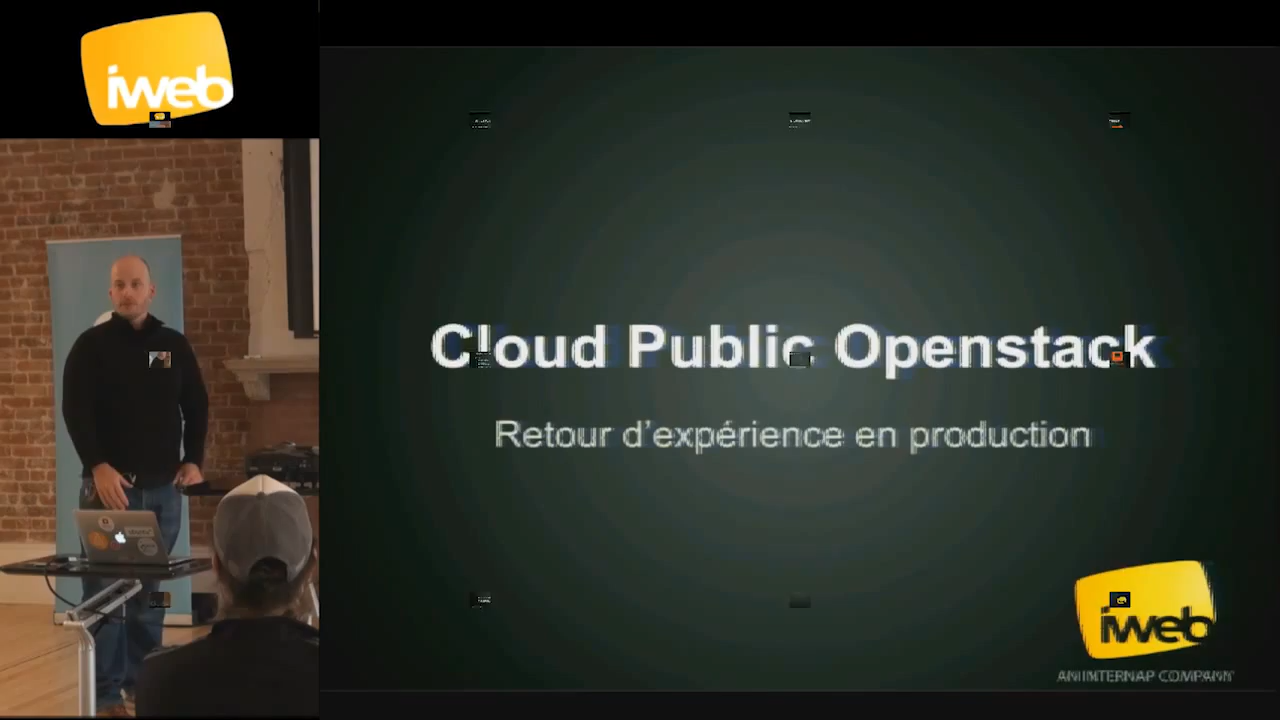 iweb
Cloud Public Openstack
Retour d'expérience en production
iweb
AN INTERNAP COMPANY